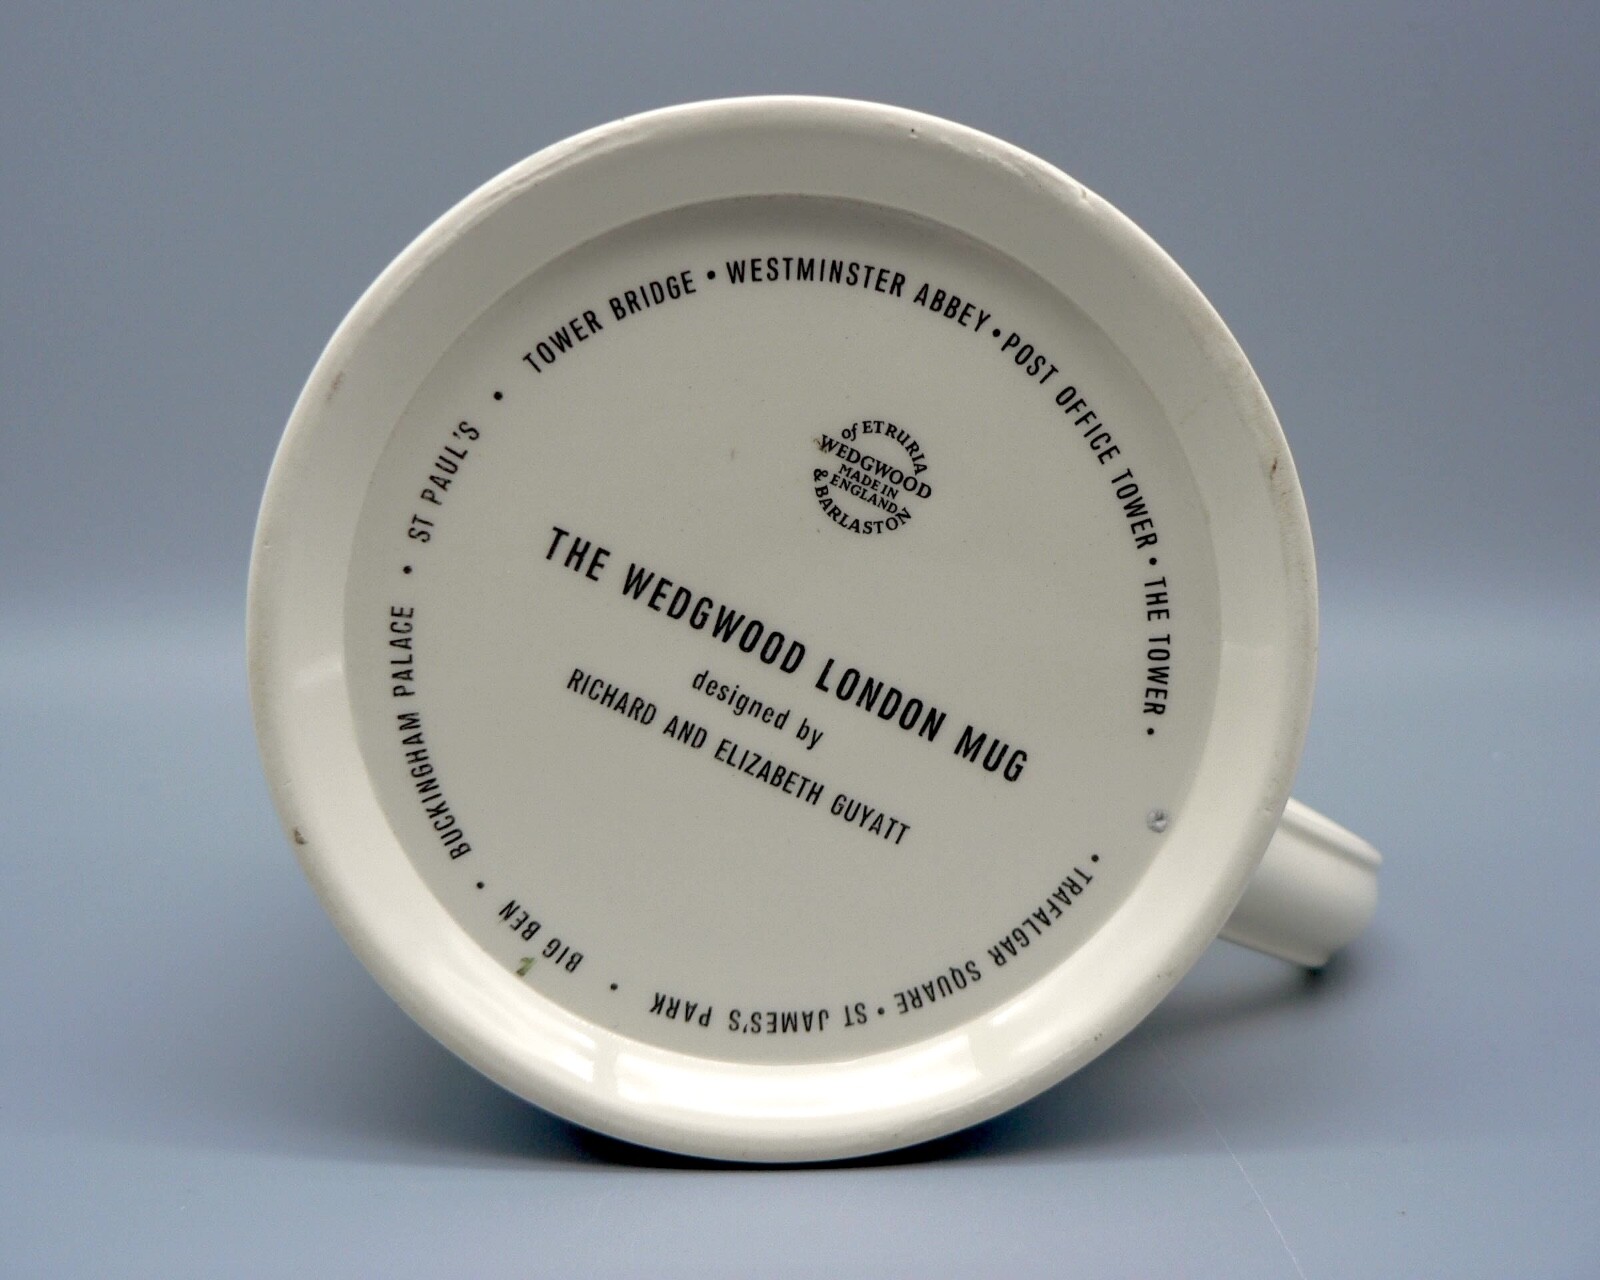 TOWER BRIDGE • WESTMINSTER ABBEY • POST OFFICE TOWER • THE TOWER •
TRAFALGAR SQUARE • ST JAMES'S PARK • BIG BEN • BUCKINGHAM PALACE • ST PAUL'S •
of ETRURIA
WEDGWOOD
MADE IN
ENGLAND
& BARLASTON
THE WEDGWOOD LONDON MUG
designed by
RICHARD AND ELIZABETH GUYATT